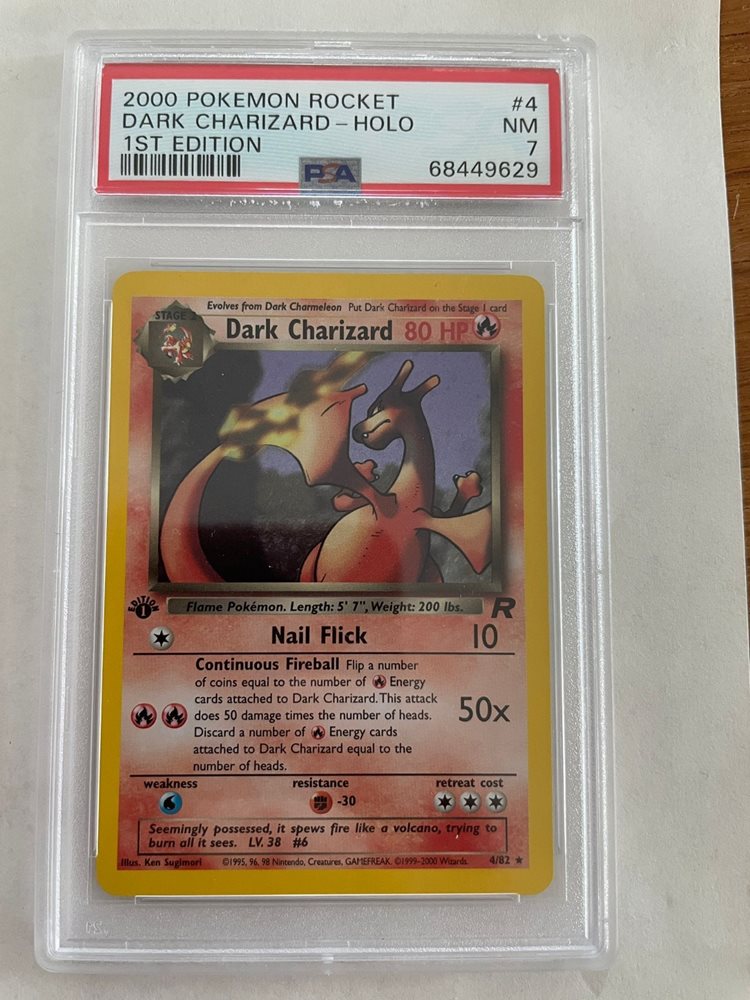 2000 POKEMON ROCKET #4
DARK CHARIZARD - HOLO NM
1ST EDITION 7
PSA 68449629
Evolves from Dark Charmeleon Put Dark Charizard on the Stage 1 card
STAGE 2
Dark Charizard 80 HP
EDITION 1
Flame Pokémon. Length: 5' 7", Weight: 200 lbs. R
Nail Flick 10
Continuous Fireball Flip a number
of coins equal to the number of Energy
cards attached to Dark Charizard. This attack
does 50 damage times the number of heads. 50x
Discard a number of Energy cards
attached to Dark Charizard equal to the
number of heads.
weakness resistance retreat cost
-30
Seemingly possessed, it spews fire like a volcano, trying to
burn all it sees. LV. 38 #6
Illus. Ken Sugimori ©1995, 96, 98 Nintendo, Creatures, GAMEFREAK. ©1999-2000 Wizards. 4/82 ★